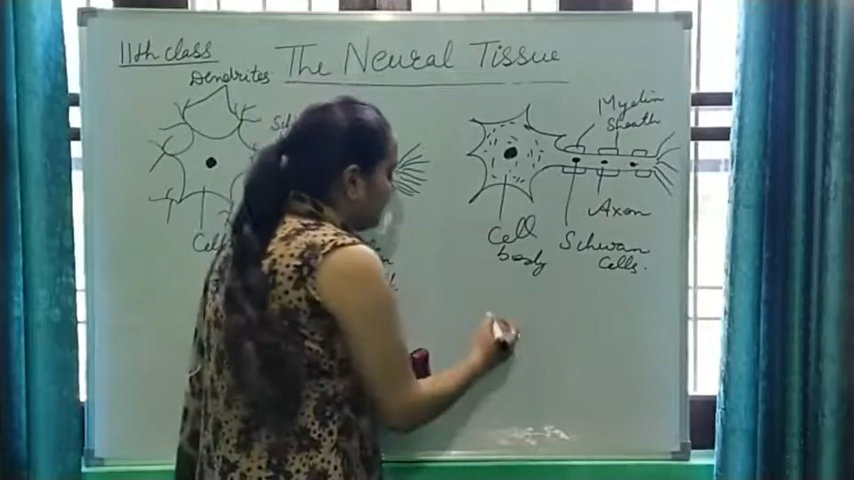 11th class
The Neural Tissue
Dendrites
Cell
Myelin
Sheath
Axon
Cell
body
Schwan
Cells.